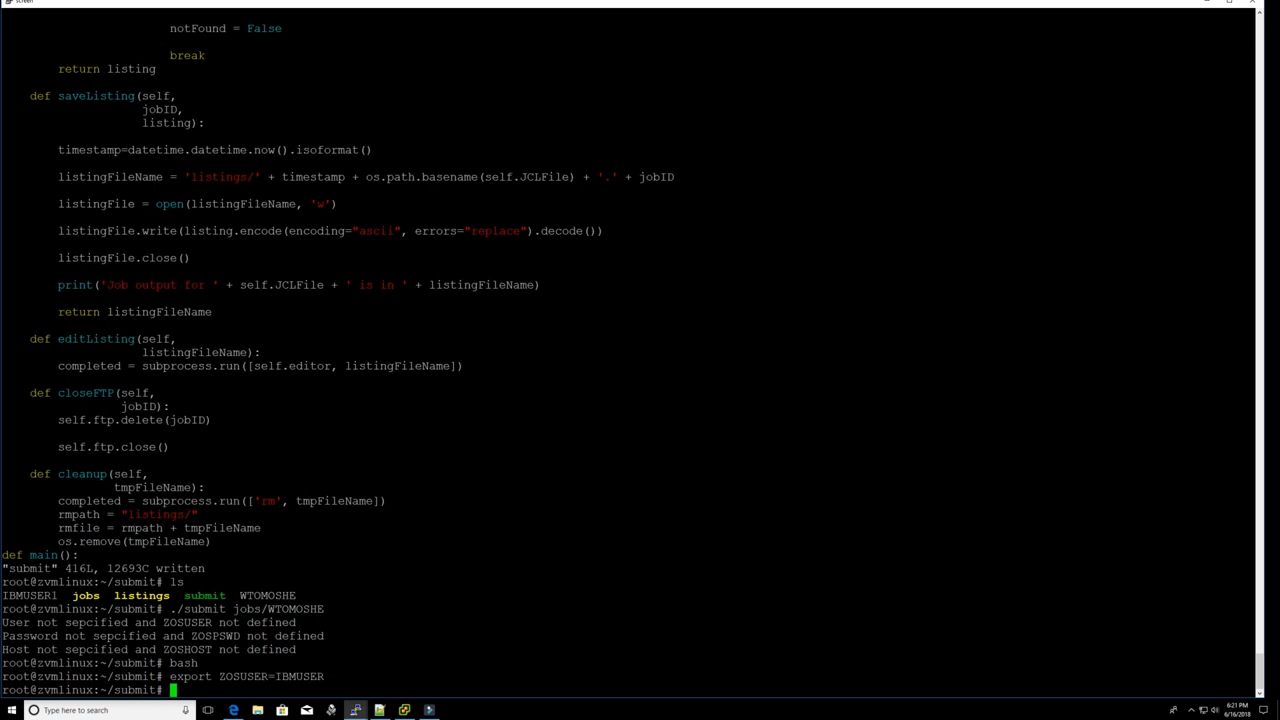 screen
notFound = False
break
return listing
def saveListing(self,
jobID,
listing):
timestamp=datetime.datetime.now().isoformat()
listingFileName = 'listings/' + timestamp + os.path.basename(self.JCLFile) + '.' + jobID
listingFile = open(listingFileName, 'w')
listingFile.write(listing.encode(encoding="ascii", errors="replace").decode())
listingFile.close()
print('Job output for ' + self.JCLFile + ' is in ' + listingFileName)
return listingFileName
def editListing(self,
listingFileName):
completed = subprocess.run([self.editor, listingFileName])
def closeFTP(self,
jobID):
self.ftp.delete(jobID)
self.ftp.close()
def cleanup(self,
tmpFileName):
completed = subprocess.run(['rm', tmpFileName])
rmpath = "listings/"
rmfile = rmpath + tmpFileName
os.remove(tmpFileName)
def main():
"submit" 416L, 12693C written
root@zvmlinux:~/submit# ls
IBMUSER1 jobs listings submit WTOMOSHE
root@zvmlinux:~/submit# ./submit jobs/WTOMOSHE
User not sepcified and ZOSUSER not defined
Password not sepcified and ZOSPSWD not defined
Host not sepcified and ZOSHOST not defined
root@zvmlinux:~/submit# bash
root@zvmlinux:~/submit# export ZOSUSER=IBMUSER
root@zvmlinux:~/submit#
Type here to search
6:21 PM
6/16/2018